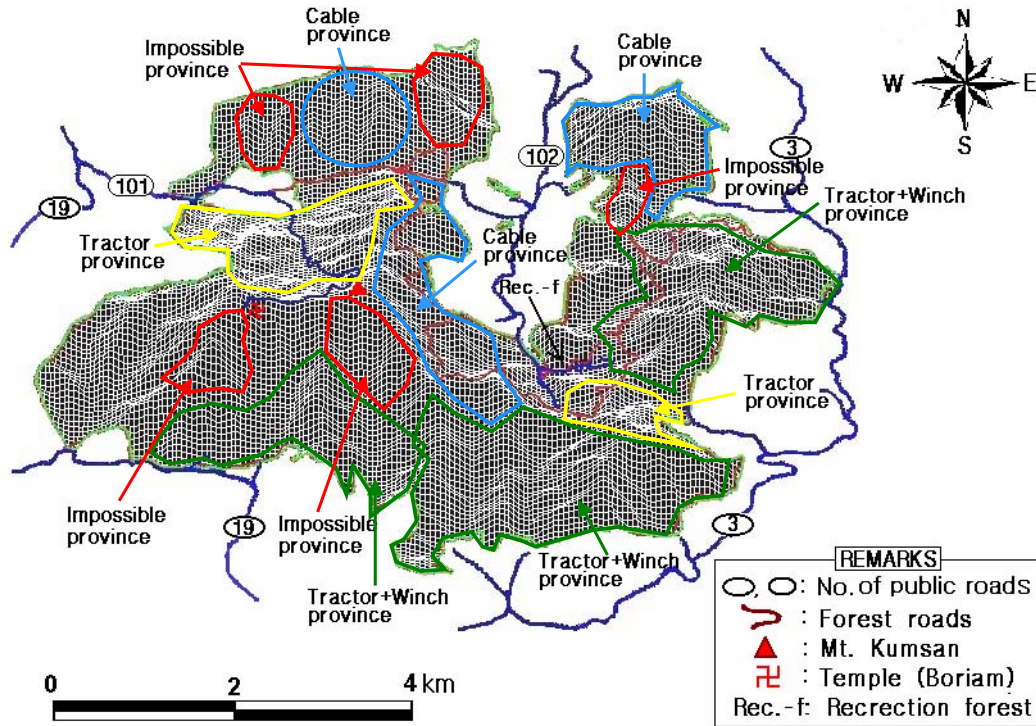 Cable
province
Impossible
province
Cable
province
N
W
E
S
102
3
101
19
Impossible
province
Tractor+Winch
province
Tractor
province
Cable
province
Rec.-f
Tractor
province
Impossible
province
19
Impossible
province
3
Tractor+Winch
province
Tractor+Winch
province
REMARKS
: No. of public roads
: Forest roads
: Mt. Kumsan
卍 : Temple (Boriam)
Rec.-f: Recrection forest
0 2 4 km